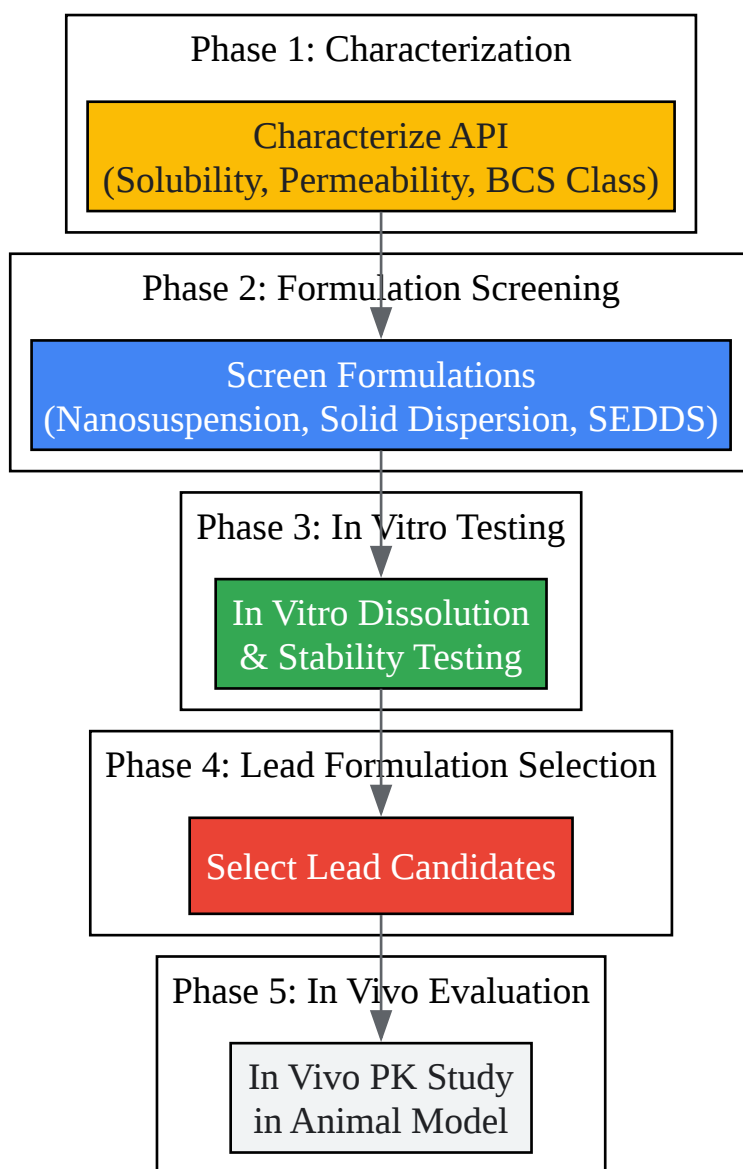 Phase 1: Characterization
Characterize API
(Solubility, Permeability, BCS Class)
Phase 2: Formulation Screening
Screen Formulations
(Nanosuspension, Solid Dispersion, SEDDS)
Phase 3: In Vitro Testing
In Vitro Dissolution
& Stability Testing
Phase 4: Lead Formulation Selection
Select Lead Candidates
Phase 5: In Vivo Evaluation
In Vivo PK Study
in Animal Model